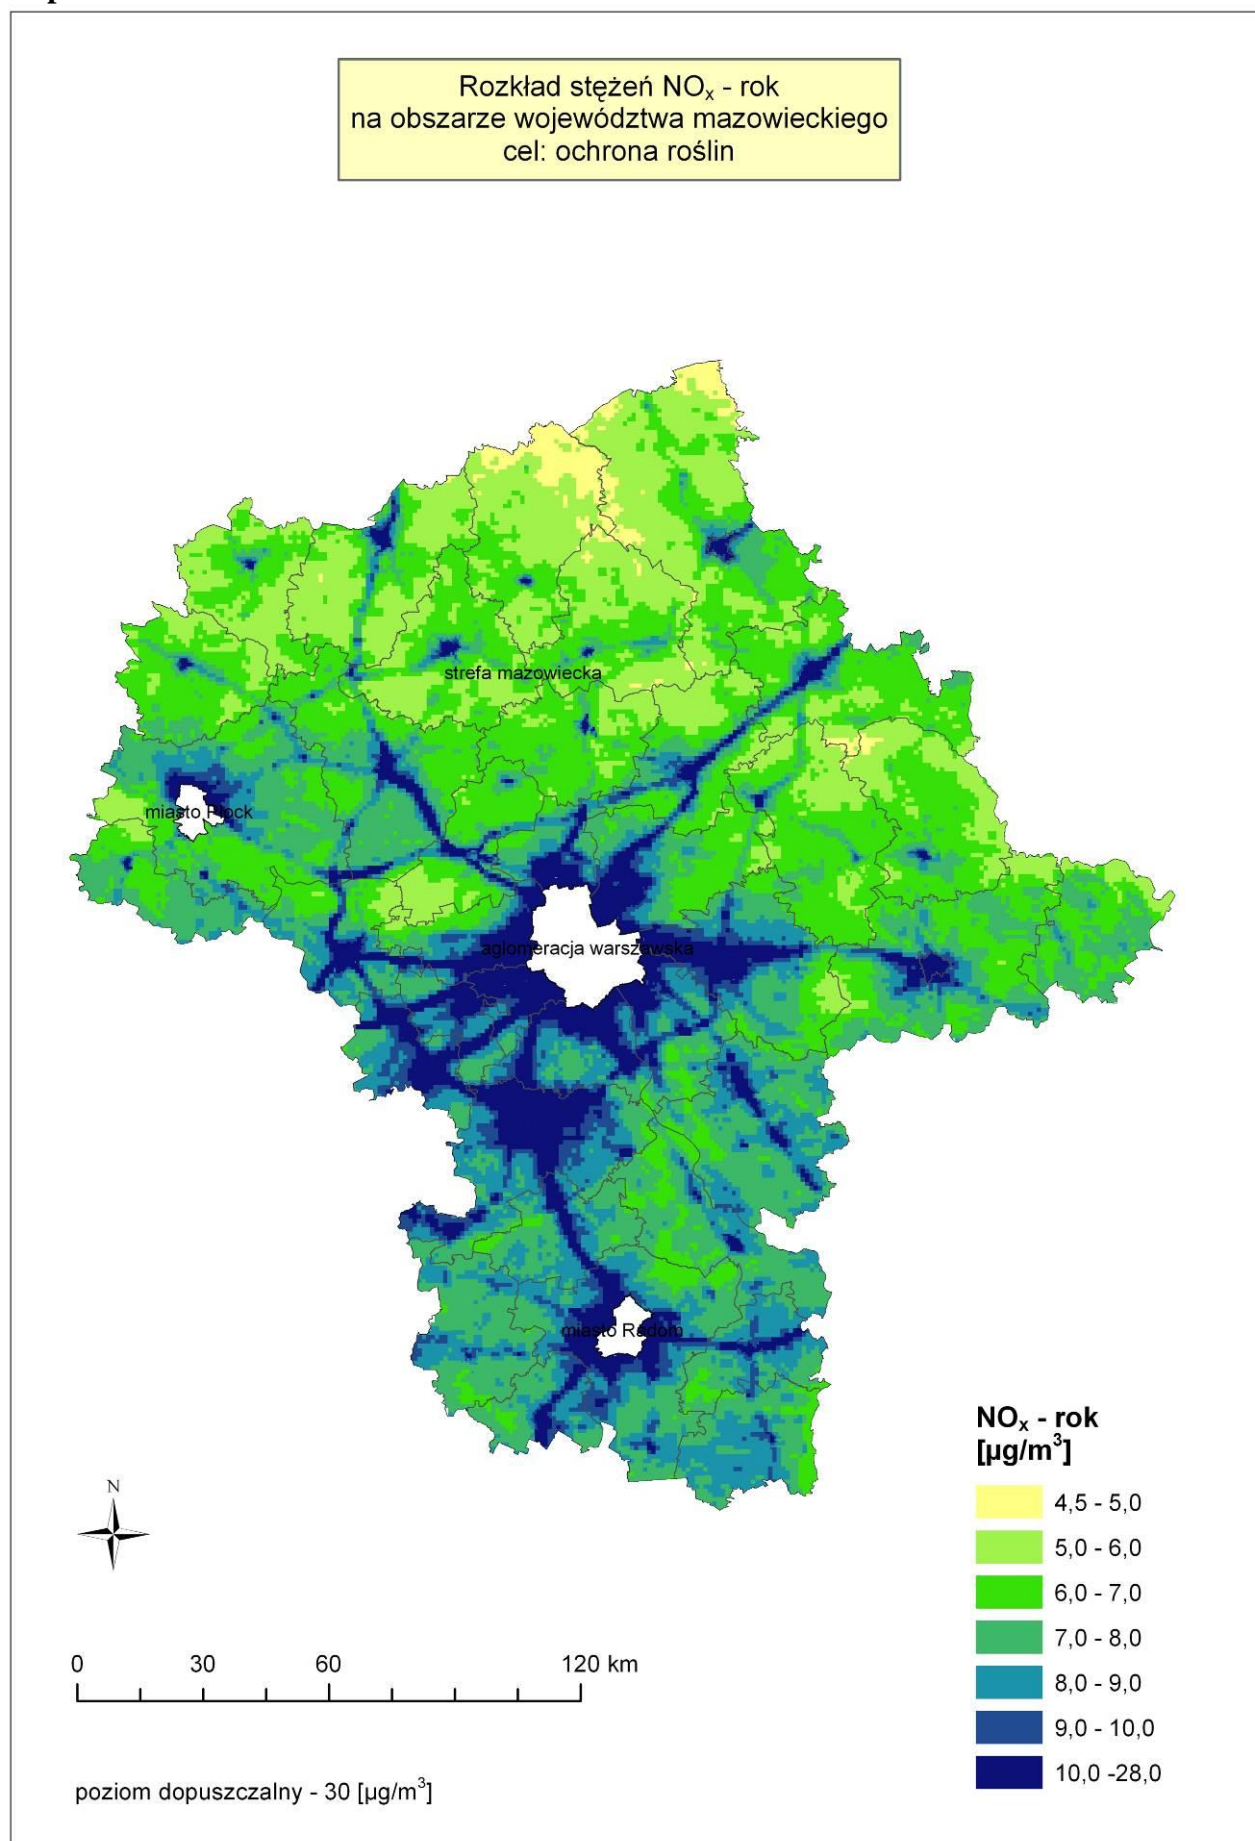 Rozkład stężeń NOₓ - rok
na obszarze województwa mazowieckiego
cel: ochrona roślin
strefa mazowiecka
miasto Płock
aglomeracja warszawska
miasto Radom
NOₓ - rok
[µg/m³]
4,5 - 5,0
5,0 - 6,0
6,0 - 7,0
7,0 - 8,0
8,0 - 9,0
9,0 - 10,0
10,0 -28,0
N
0 30 60 120 km
poziom dopuszczalny - 30 [µg/m³]